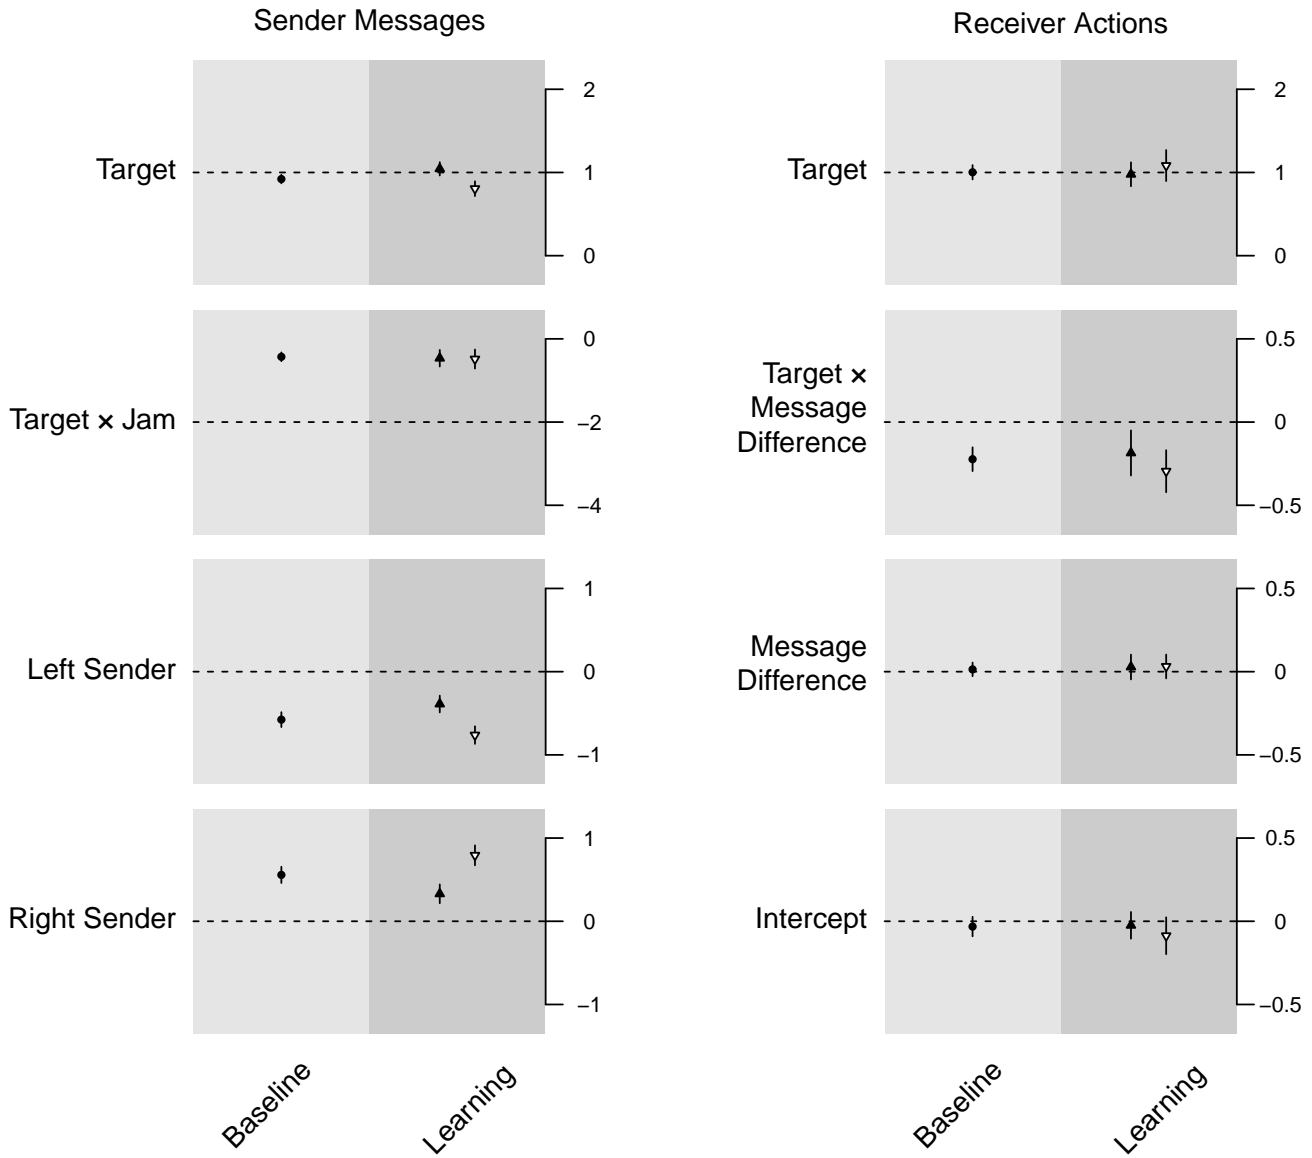 Sender Messages
Target
2
1
0
Target × Jam
0
−2
−4
Left Sender
1
0
−1
Right Sender
1
0
−1
Baseline
Learning
Receiver Actions
Target
2
1
0
Target ×
Message
Difference
0.5
0
−0.5
Message
Difference
0.5
0
−0.5
Intercept
0.5
0
−0.5
Baseline
Learning